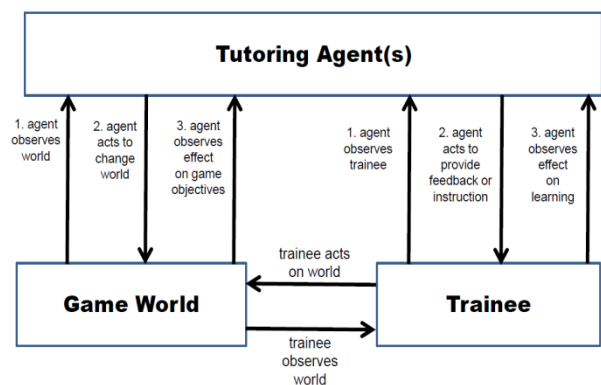 Tutoring Agent(s)
1. agent
observes
world
2. agent
acts to
change
world
3. agent
observes
effect
on game
objectives
1. agent
observes
trainee
2. agent
acts to
provide
feedback or
instruction
3. agent
observes
effect
on
learning
trainee acts
on world
Game World
Trainee
trainee
observes
world